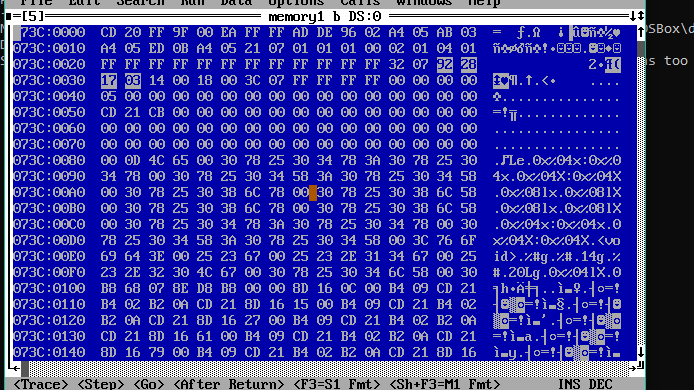 File Edit Search Run Data Options Calls Windows Help
[5] memory1 b DS:0
073C:0000 CD 20 FF 9F 00 EA FF FF AD DE 96 02 A4 05 AB 03
073C:0010 A4 05 ED 0B A4 05 21 07 01 01 01 00 02 01 04 01
073C:0020 FF FF FF FF FF FF FF FF FF FF FF FF 32 07 92 28
073C:0030 17 03 14 00 18 00 3C 07 FF FF FF FF 00 00 00 00
073C:0040 05 00 00 00 00 00 00 00 00 00 00 00 00 00 00 00 ................
073C:0050 CD 21 CB 00 00 00 00 00 00 00 00 00 00 00 00 00
073C:0060 00 00 00 00 00 00 00 00 00 00 00 00 00 00 00 00 ................
073C:0070 00 00 00 00 00 00 00 00 00 00 00 00 00 00 00 00 ................
073C:0080 00 0D 4C 65 00 30 78 25 30 34 78 3A 30 78 25 30 .♪Le.0x%04x:0x%0
073C:0090 34 78 00 30 78 25 30 34 58 3A 30 78 25 30 34 58 4x.0x%04X:0x%04X
073C:00A0 00 30 78 25 30 38 6C 78 00 30 78 25 30 38 6C 58 .0x%08lx.0x%08lX
073C:00B0 00 30 78 25 30 38 6C 58 00 30 78 25 30 38 6C 58 .0x%08lX.0x%08lX
073C:00C0 00 30 78 25 30 34 78 3A 30 78 25 30 34 78 00 30 .0x%04x:0x%04x.0
073C:00D0 78 25 30 34 58 3A 30 78 25 30 34 58 00 3C 76 6F x%04X:0x%04X.<vo
073C:00E0 69 64 3E 00 25 23 67 00 25 23 2E 31 34 67 00 25 id>.%#g.%#.14g.%
073C:00F0 23 2E 32 30 4C 67 00 30 78 25 30 34 6C 58 00 30 #.20Lg.0x%04lX.0
073C:0100 B8 68 07 8E D8 B8 00 00 8D 16 0C 00 B4 09 CD 21
073C:0110 B4 02 B2 0A CD 21 8D 16 15 00 B4 09 CD 21 B4 02
073C:0120 B2 0A CD 21 8D 16 27 00 B4 09 CD 21 B4 02 B2 0A
073C:0130 CD 21 8D 16 61 00 B4 09 CD 21 B4 02 B2 0A CD 21
073C:0140 8D 16 79 00 B4 09 CD 21 B4 02 B2 0A CD 21 8D 16
<Trace> <Step> <Go> <After Return> <F3=S1 Fmt> <Sh+F3=M1 Fmt> INS DEC
OSBox\d
s too